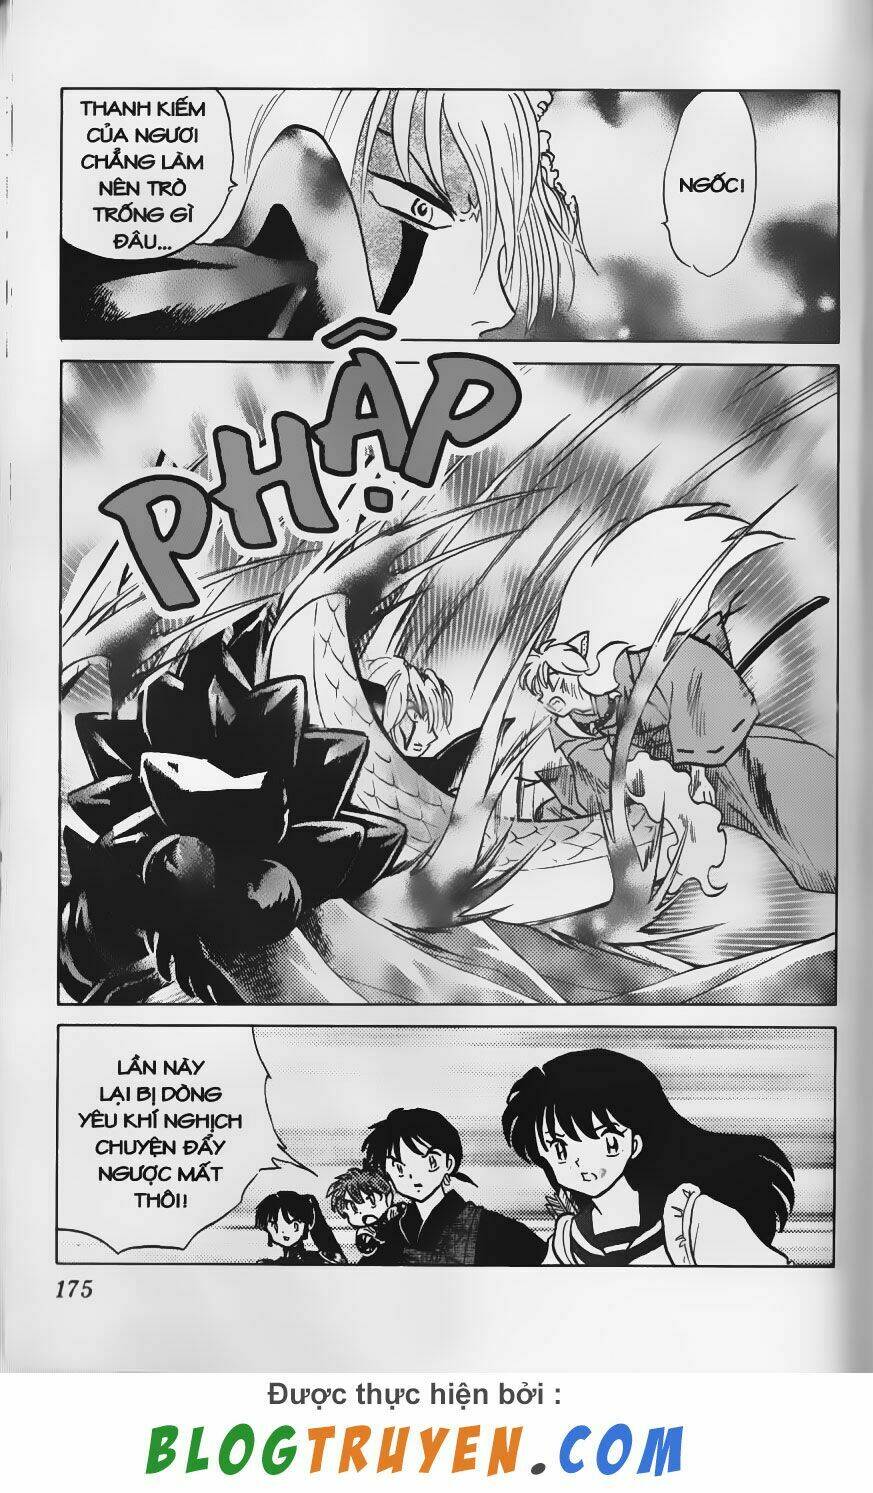 NGỐC!
THANH KIẾM
CỦA NGƯƠI
CHẲNG LÀM
NÊN TRÒ
TRỐNG GÌ
ĐÂU...
PHẬP
LẦN NÀY
LẠI BỊ DÒNG
YÊU KHÍ NGHỊCH
CHUYỆN ĐẨY
NGƯỢC MẤT
THÔI!
175
Được thực hiện bởi :
BLOGTRUYEN.COM